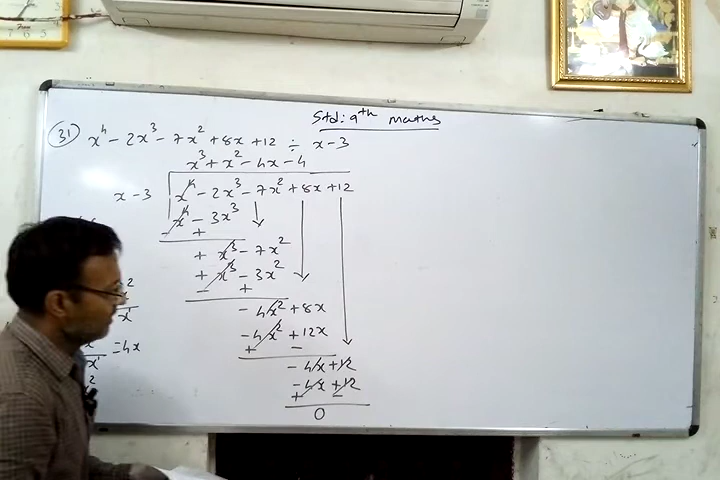 Std: 9th maths
31 x⁴ - 2x³ - 7x² + 8x + 12 ÷ x - 3
x³ + x² - 4x - 4
x - 3 x⁴ - 2x³ - 7x² + 8x + 12
x⁴ - 3x³
- +
+ x³ - 7x²
+ x³ - 3x²
- +
- 4x² + 8x
- 4x² + 12x
+ -
= 4x
- 4x + 12
- 4x + 12
+ -
0